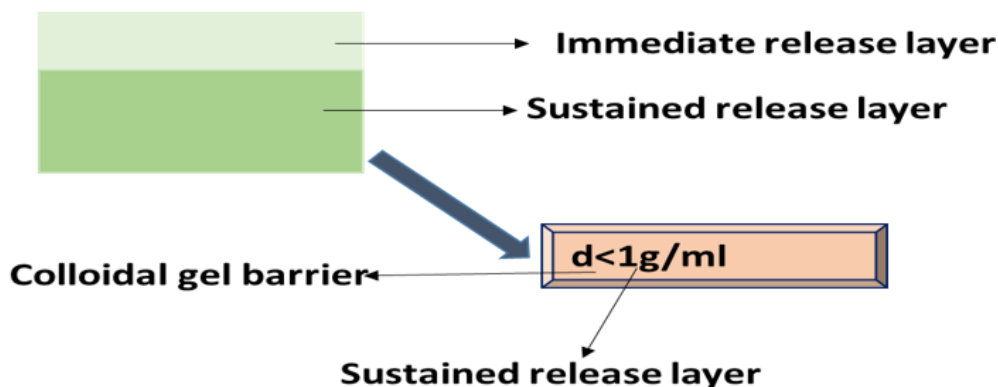 Immediate release layer
Sustained release layer
d<1g/ml
Colloidal gel barrier
Sustained release layer